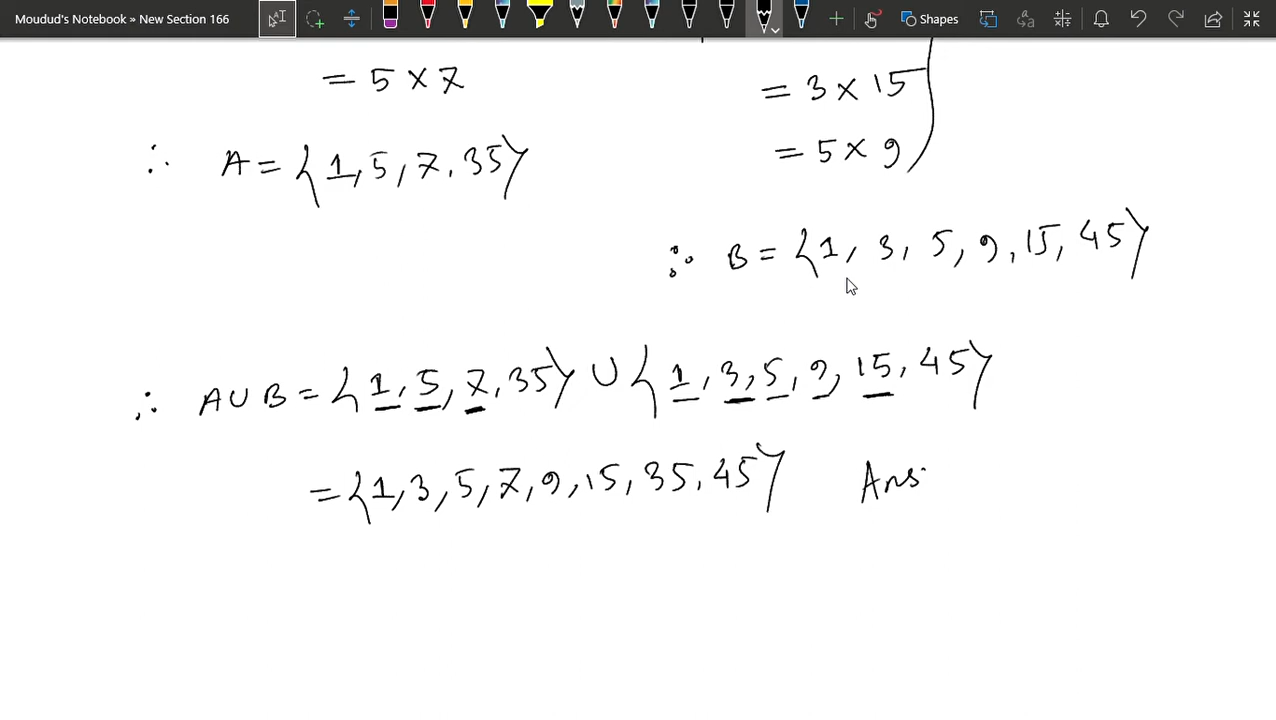 Moudud's Notebook » New Section 166
Shapes
= 5 × 7
= 3 × 15
= 5 × 9
∴ A = {1, 5, 7, 35}
∴ B = {1, 3, 5, 9, 15, 45}
∴ A∪B = {1, 5, 7, 35} ∪ {1, 3, 5, 9, 15, 45}
= {1, 3, 5, 7, 9, 15, 35, 45} Ans: